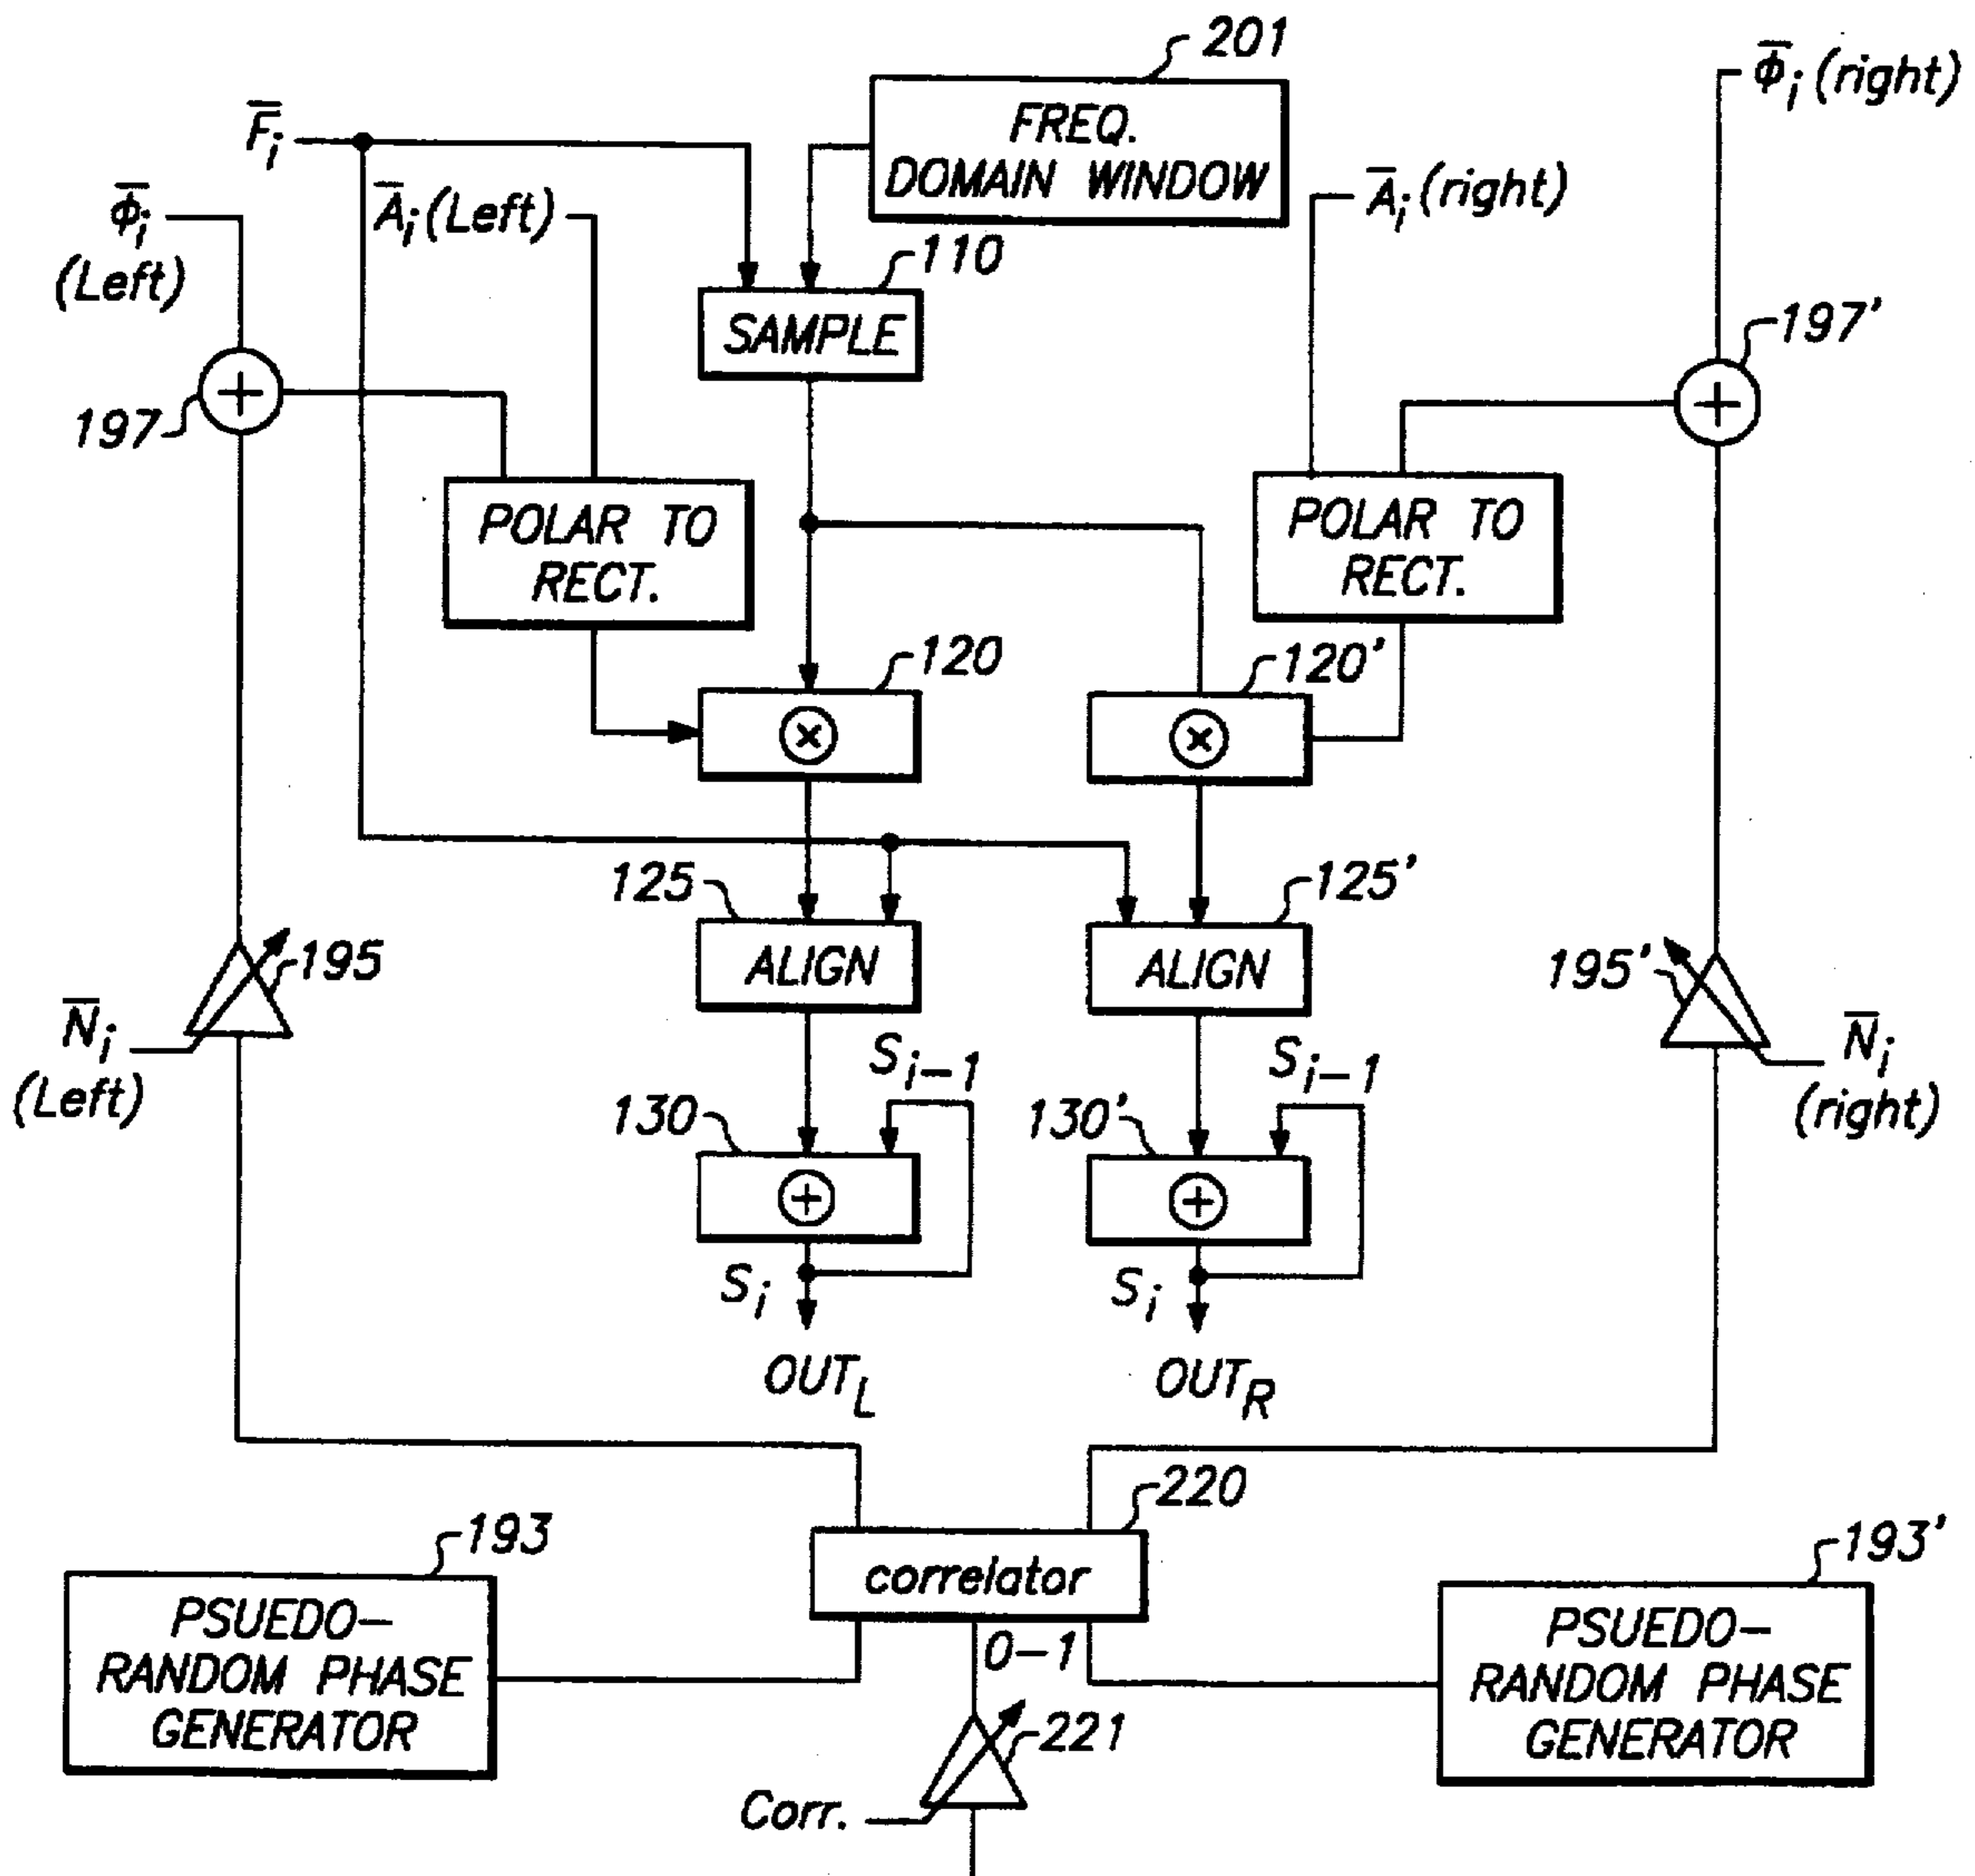 201
FREQ.
DOMAIN WINDOW
Φ̅i (right)
F̅i
Φ̅i
(Left)
A̅i (Left)
A̅i (right)
110
SAMPLE
197
197'
POLAR TO
RECT.
POLAR TO
RECT.
120
120'
125
ALIGN
125'
ALIGN
195
N̅i
(Left)
195'
N̅i
(right)
Si-1
130
Si
OUTL
Si-1
130'
Si
OUTR
220
correlator
0-1
193
PSUEDO-
RANDOM PHASE
GENERATOR
193'
PSUEDO-
RANDOM PHASE
GENERATOR
221
Corr.